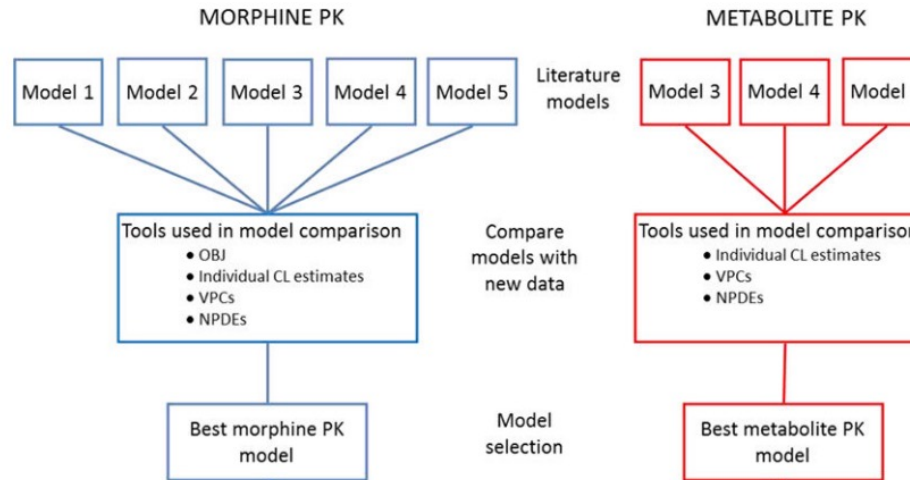 MORPHINE PK
METABOLITE PK
Model 1
Model 2
Model 3
Model 4
Model 5
Literature
models
Model 3
Model 4
Model
Tools used in model comparison
● OBJ
● Individual CL estimates
● VPCs
● NPDEs
Compare
models with
new data
Tools used in model comparison
● Individual CL estimates
● VPCs
● NPDEs
Best morphine PK
model
Model
selection
Best metabolite PK
model